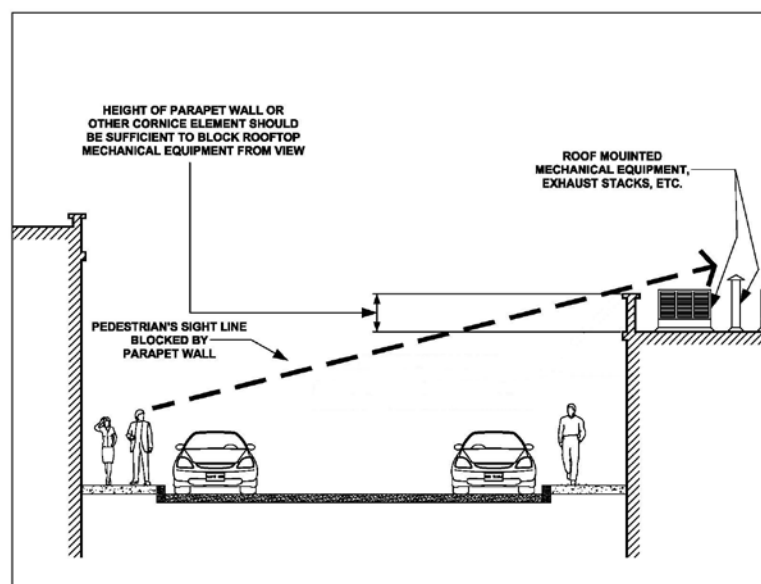 HEIGHT OF PARAPET WALL OR
OTHER CORNICE ELEMENT SHOULD
BE SUFFICIENT TO BLOCK ROOFTOP
MECHANICAL EQUIPMENT FROM VIEW
ROOF MOUINTED
MECHANICAL EQUIPMENT,
EXHAUST STACKS, ETC.
PEDESTRIAN'S SIGHT LINE
BLOCKED BY
PARAPET WALL